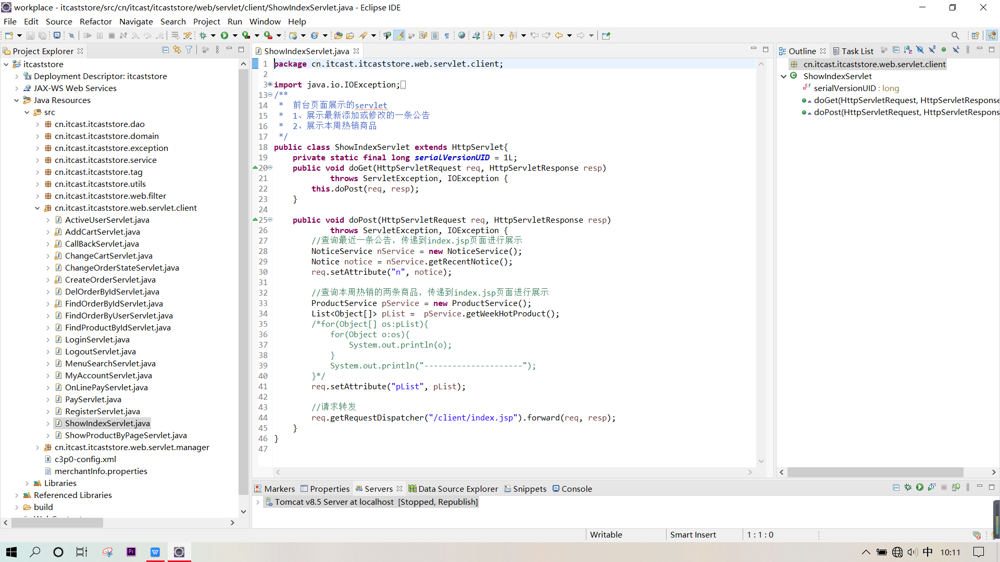 workplace - itcaststore/src/cn/itcast/itcaststore/web/servlet/client/ShowIndexServlet.java - Eclipse IDE
File Edit Source Refactor Navigate Search Project Run Window Help
Project Explorer
itcaststore
Deployment Descriptor: itcaststore
JAX-WS Web Services
Java Resources
src
cn.itcast.itcaststore.dao
cn.itcast.itcaststore.domain
cn.itcast.itcaststore.exception
cn.itcast.itcaststore.service
cn.itcast.itcaststore.tag
cn.itcast.itcaststore.utils
cn.itcast.itcaststore.web.filter
cn.itcast.itcaststore.web.servlet.client
ActiveUserServlet.java
AddCartServlet.java
CallBackServlet.java
ChangeCartServlet.java
ChangeOrderStateServlet.java
CreateOrderServlet.java
DelOrderByIdServlet.java
FindOrderByIdServlet.java
FindOrderByUserServlet.java
FindProductByIdServlet.java
LoginServlet.java
LogoutServlet.java
MenuSearchServlet.java
MyAccountServlet.java
OnLinePayServlet.java
PayServlet.java
RegisterServlet.java
ShowIndexServlet.java
ShowProductByPageServlet.java
cn.itcast.itcaststore.web.servlet.manager
c3p0-config.xml
merchantInfo.properties
Libraries
Referenced Libraries
build
ShowIndexServlet.java
1 package cn.itcast.itcaststore.web.servlet.client;
2
3 import java.io.IOException;
13 /**
14  *  前台页面展示的servlet
15  *  1、展示最新添加或修改的一条公告
16  *  2、展示本周热销商品
17  */
18 public class ShowIndexServlet extends HttpServlet{
19     private static final long serialVersionUID = 1L;
20     public void doGet(HttpServletRequest req, HttpServletResponse resp)
21             throws ServletException, IOException {
22         this.doPost(req, resp);
23     }
24
25     public void doPost(HttpServletRequest req, HttpServletResponse resp)
26             throws ServletException, IOException {
27         //查询最近一条公告，传递到index.jsp页面进行展示
28         NoticeService nService = new NoticeService();
29         Notice notice = nService.getRecentNotice();
30         req.setAttribute("n", notice);
31
32         //查询本周热销的两条商品，传递到index.jsp页面进行展示
33         ProductService pService = new ProductService();
34         List<Object[]> pList =  pService.getWeekHotProduct();
35         /*for(Object[] os:pList){
36             for(Object o:os){
37                 System.out.println(o);
38             }
39             System.out.println("---------------------");
40         }*/
41         req.setAttribute("pList", pList);
42
43         //请求转发
44         req.getRequestDispatcher("/client/index.jsp").forward(req, resp);
45     }
46 }
47
Outline Task List
cn.itcast.itcaststore.web.servlet.client
ShowIndexServlet
serialVersionUID : long
doGet(HttpServletRequest, HttpServletResponse
doPost(HttpServletRequest, HttpServletRespons
Markers Properties Servers Data Source Explorer Snippets Console
Tomcat v8.5 Server at localhost [Stopped, Republish]
Writable Smart Insert 1 : 1 : 0
中 10:11